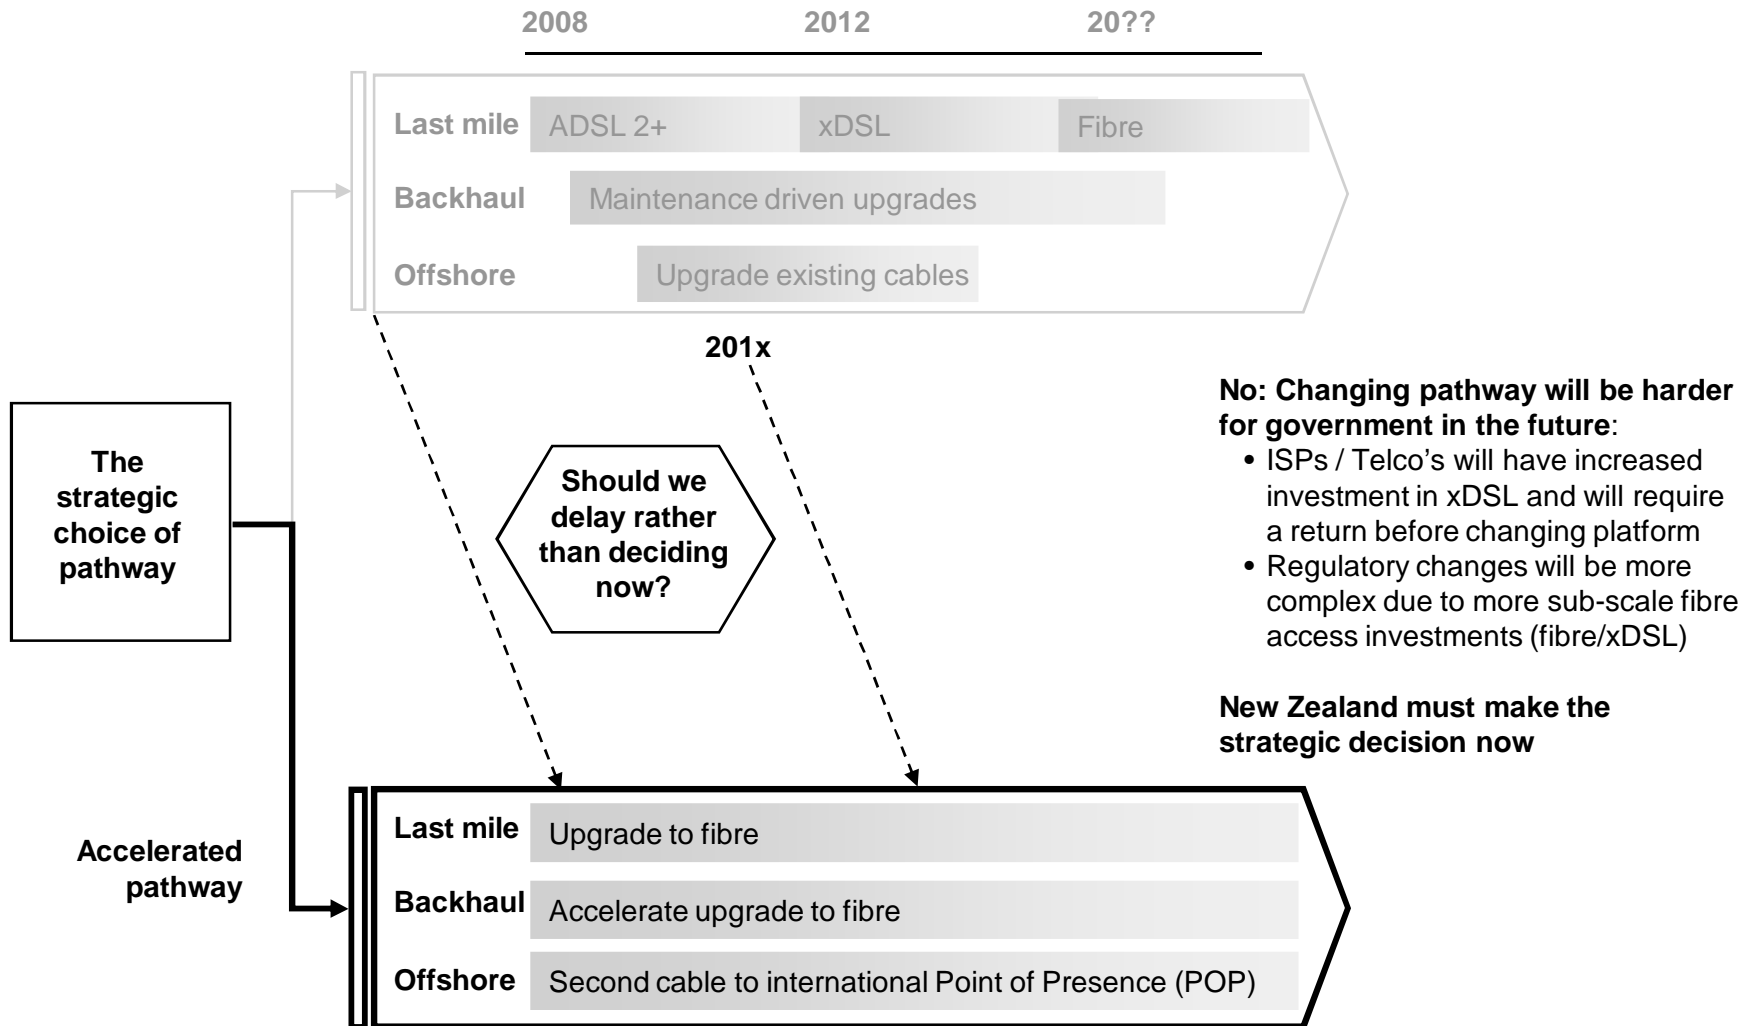 2008 2012 20??
Last mile ADSL 2+ xDSL Fibre
Backhaul Maintenance driven upgrades
Offshore Upgrade existing cables
201x
The
strategic
choice of
pathway
Should we
delay rather
than deciding
now?
No: Changing pathway will be harder
for government in the future:
• ISPs / Telco’s will have increased
investment in xDSL and will require
a return before changing platform
• Regulatory changes will be more
complex due to more sub-scale fibre
access investments (fibre/xDSL)
New Zealand must make the
strategic decision now
Accelerated
pathway
Last mile Upgrade to fibre
Backhaul Accelerate upgrade to fibre
Offshore Second cable to international Point of Presence (POP)